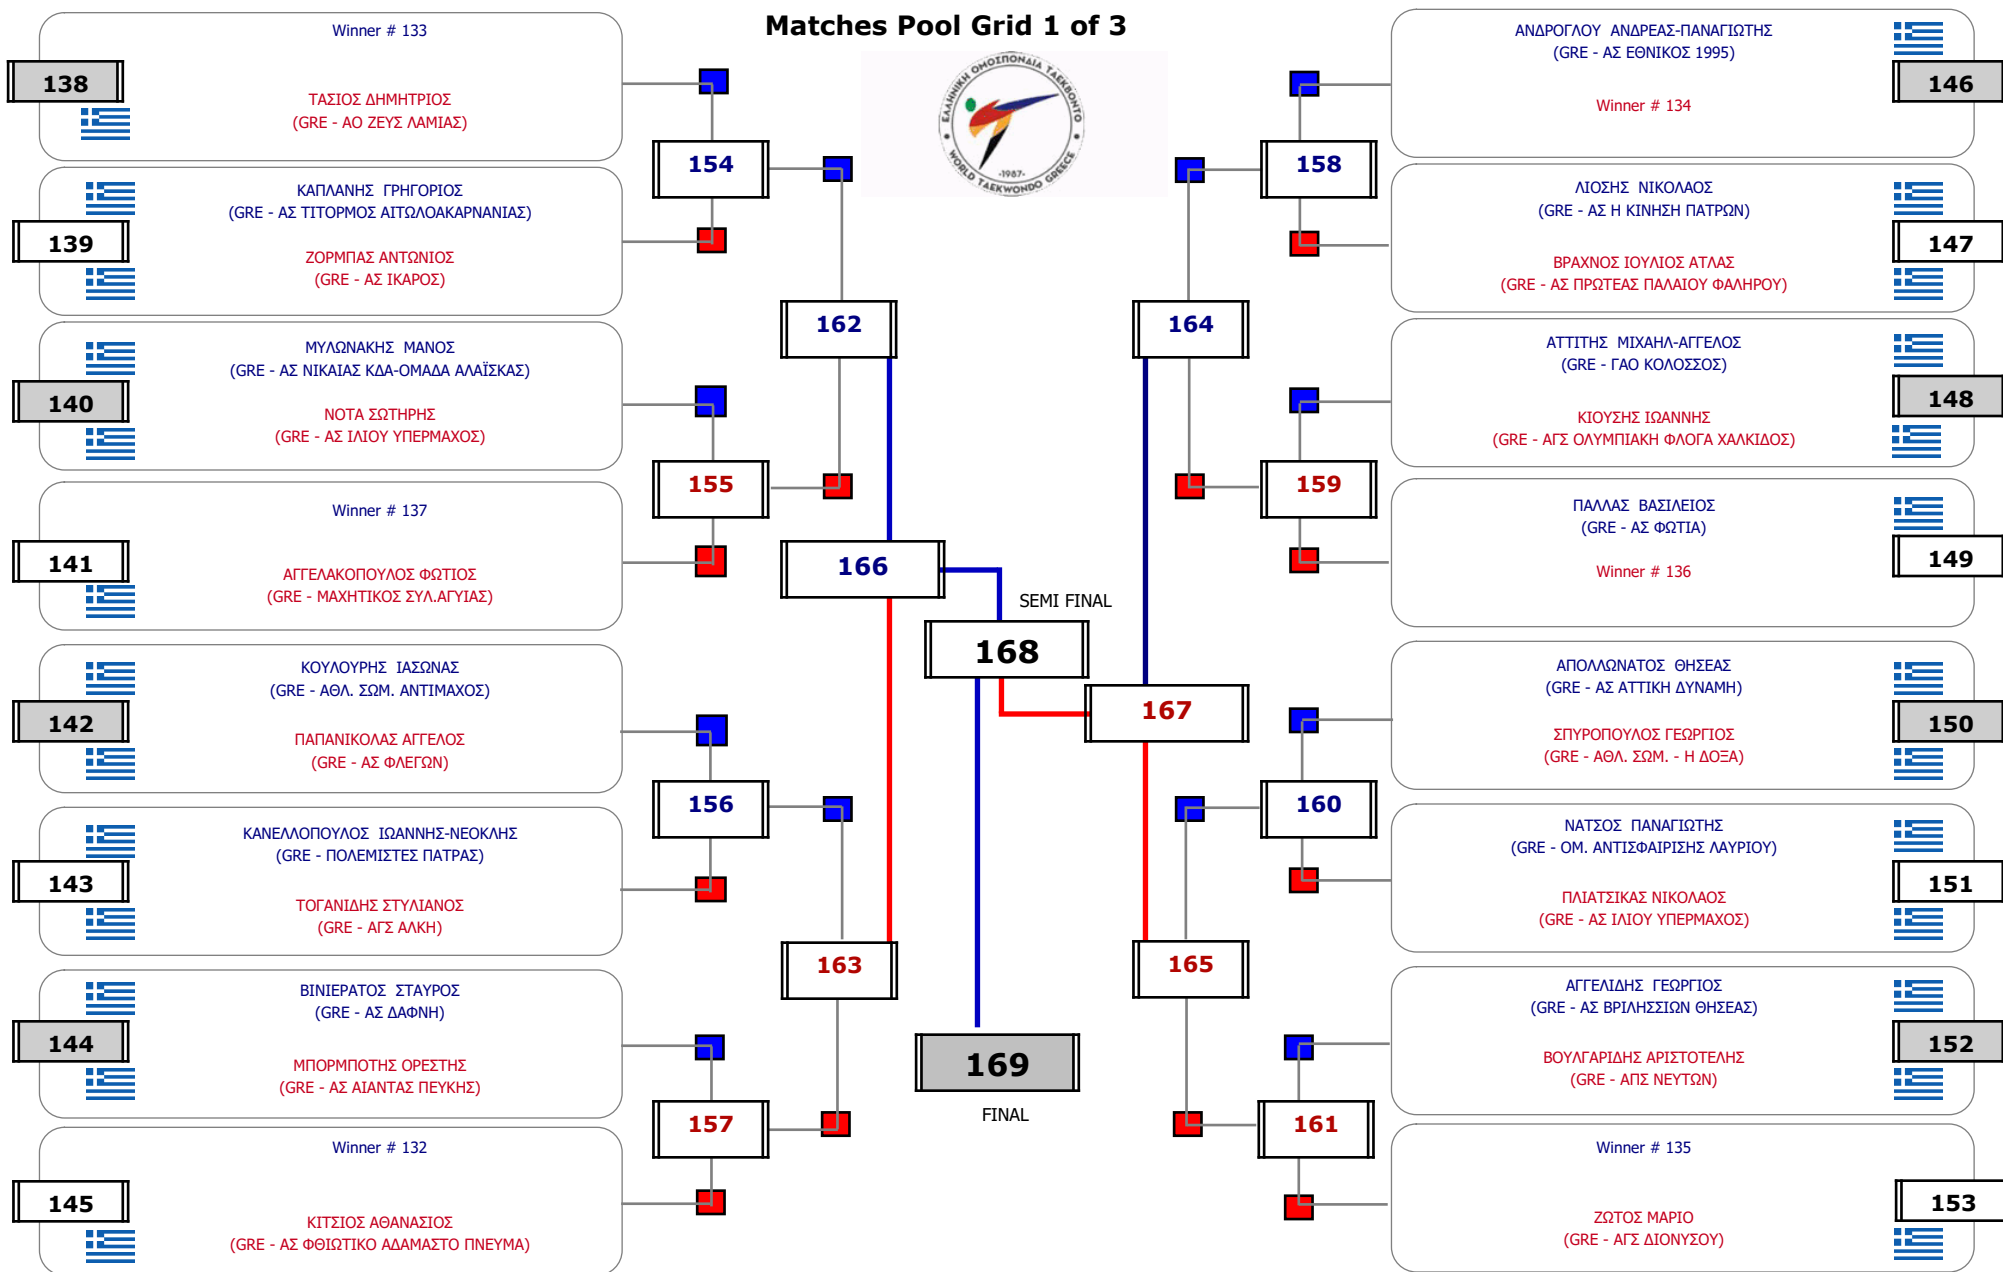 Matches Pool Grid 1 of 3
ΕΛΛΗΝΙΚΗ ΟΜΟΣΠΟΝΔΙΑ ΤΑΕΚΒΟΝΤΟ
-1987-
WORLD TAEKWONDO GREECE
138
Winner # 133
ΤΑΣΙΟΣ ΔΗΜΗΤΡΙΟΣ
(GRE - ΑΟ ΖΕΥΣ ΛΑΜΙΑΣ)
139
ΚΑΠΛΑΝΗΣ ΓΡΗΓΟΡΙΟΣ
(GRE - ΑΣ ΤΙΤΟΡΜΟΣ ΑΙΤΩΛΟΑΚΑΡΝΑΝΙΑΣ)
ΖΟΡΜΠΑΣ ΑΝΤΩΝΙΟΣ
(GRE - ΑΣ ΙΚΑΡΟΣ)
140
ΜΥΛΩΝΑΚΗΣ ΜΑΝΟΣ
(GRE - ΑΣ ΝΙΚΑΙΑΣ ΚΔΑ-ΟΜΑΔΑ ΑΛΑΪΣΚΑΣ)
ΝΟΤΑ ΣΩΤΗΡΗΣ
(GRE - ΑΣ ΙΛΙΟΥ ΥΠΕΡΜΑΧΟΣ)
141
Winner # 137
ΑΓΓΕΛΑΚΟΠΟΥΛΟΣ ΦΩΤΙΟΣ
(GRE - ΜΑΧΗΤΙΚΟΣ ΣΥΛ.ΑΓΥΙΑΣ)
142
ΚΟΥΛΟΥΡΗΣ ΙΑΣΩΝΑΣ
(GRE - ΑΘΛ. ΣΩΜ. ΑΝΤΙΜΑΧΟΣ)
ΠΑΠΑΝΙΚΟΛΑΣ ΑΓΓΕΛΟΣ
(GRE - ΑΣ ΦΛΕΓΩΝ)
143
ΚΑΝΕΛΛΟΠΟΥΛΟΣ ΙΩΑΝΝΗΣ-ΝΕΟΚΛΗΣ
(GRE - ΠΟΛΕΜΙΣΤΕΣ ΠΑΤΡΑΣ)
ΤΟΓΑΝΙΔΗΣ ΣΤΥΛΙΑΝΟΣ
(GRE - ΑΓΣ ΑΛΚΗ)
144
ΒΙΝΙΕΡΑΤΟΣ ΣΤΑΥΡΟΣ
(GRE - ΑΣ ΔΑΦΝΗ)
ΜΠΟΡΜΠΟΤΗΣ ΟΡΕΣΤΗΣ
(GRE - ΑΣ ΑΙΑΝΤΑΣ ΠΕΥΚΗΣ)
145
Winner # 132
ΚΙΤΣΙΟΣ ΑΘΑΝΑΣΙΟΣ
(GRE - ΑΣ ΦΘΙΩΤΙΚΟ ΑΔΑΜΑΣΤΟ ΠΝΕΥΜΑ)
154
155
156
157
162
163
166
SEMI FINAL
168
167
169
FINAL
164
165
158
159
160
161
ΑΝΔΡΟΓΛΟΥ ΑΝΔΡΕΑΣ-ΠΑΝΑΓΙΩΤΗΣ
(GRE - ΑΣ ΕΘΝΙΚΟΣ 1995)
146
Winner # 134
ΛΙΟΣΗΣ ΝΙΚΟΛΑΟΣ
(GRE - ΑΣ Η ΚΙΝΗΣΗ ΠΑΤΡΩΝ)
147
ΒΡΑΧΝΟΣ ΙΟΥΛΙΟΣ ΑΤΛΑΣ
(GRE - ΑΣ ΠΡΩΤΕΑΣ ΠΑΛΑΙΟΥ ΦΑΛΗΡΟΥ)
ΑΤΤΙΤΗΣ ΜΙΧΑΗΛ-ΑΓΓΕΛΟΣ
(GRE - ΓΑΟ ΚΟΛΟΣΣΟΣ)
148
ΚΙΟΥΣΗΣ ΙΩΑΝΝΗΣ
(GRE - ΑΓΣ ΟΛΥΜΠΙΑΚΗ ΦΛΟΓΑ ΧΑΛΚΙΔΟΣ)
ΠΑΛΛΑΣ ΒΑΣΙΛΕΙΟΣ
(GRE - ΑΣ ΦΩΤΙΑ)
149
Winner # 136
ΑΠΟΛΛΩΝΑΤΟΣ ΘΗΣΕΑΣ
(GRE - ΑΣ ΑΤΤΙΚΗ ΔΥΝΑΜΗ)
150
ΣΠΥΡΟΠΟΥΛΟΣ ΓΕΩΡΓΙΟΣ
(GRE - ΑΘΛ. ΣΩΜ. - Η ΔΟΞΑ)
ΝΑΤΣΟΣ ΠΑΝΑΓΙΩΤΗΣ
(GRE - ΟΜ. ΑΝΤΙΣΦΑΙΡΙΣΗΣ ΛΑΥΡΙΟΥ)
151
ΠΛΙΑΤΣΙΚΑΣ ΝΙΚΟΛΑΟΣ
(GRE - ΑΣ ΙΛΙΟΥ ΥΠΕΡΜΑΧΟΣ)
ΑΓΓΕΛΙΔΗΣ ΓΕΩΡΓΙΟΣ
(GRE - ΑΣ ΒΡΙΛΗΣΣΙΩΝ ΘΗΣΕΑΣ)
152
ΒΟΥΛΓΑΡΙΔΗΣ ΑΡΙΣΤΟΤΕΛΗΣ
(GRE - ΑΠΣ ΝΕΥΤΩΝ)
Winner # 135
153
ΖΩΤΟΣ ΜΑΡΙΟ
(GRE - ΑΓΣ ΔΙΟΝΥΣΟΥ)